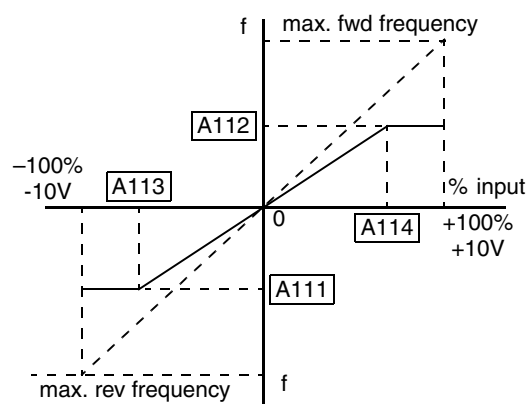 f
max. fwd frequency
A112
–100%
-10V
A113
% input
0
A114
+100%
+10V
A111
max. rev frequency
f